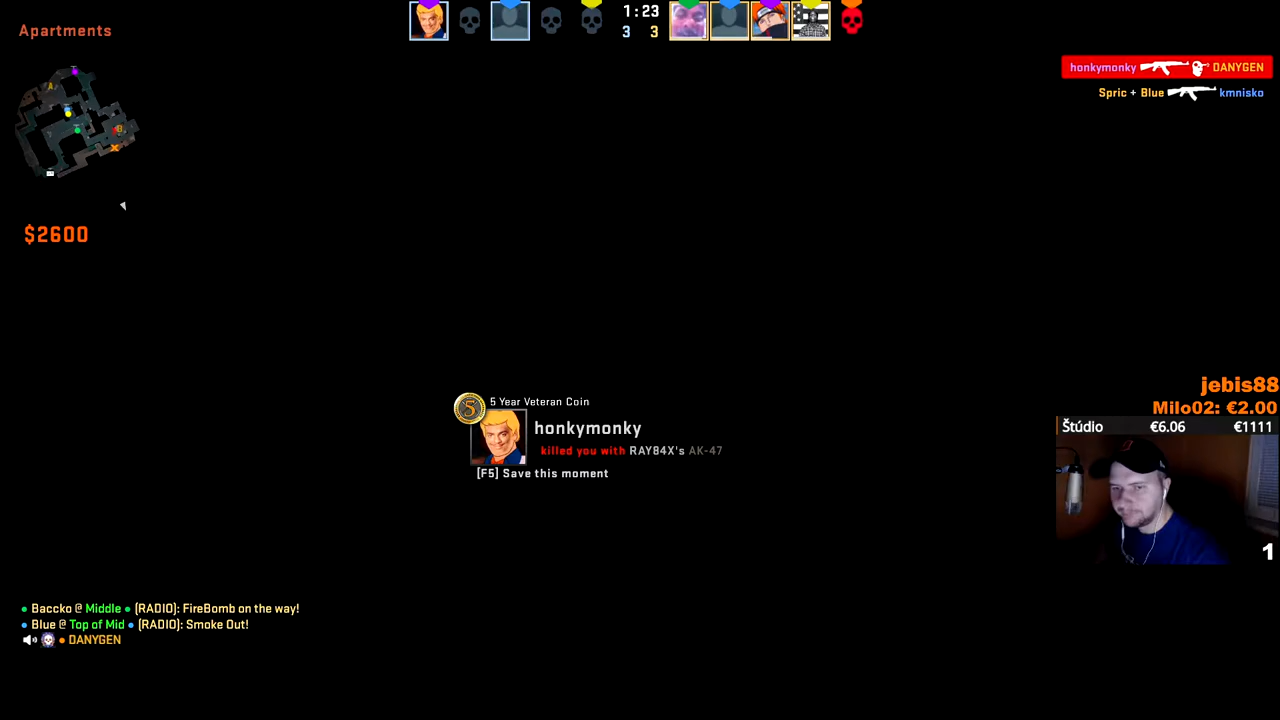 Apartments
1:23
3 3
honkymonky DANYGEN
Spric + Blue kmnisko
A
B
$2600
5 Year Veteran Coin
5
honkymonky
killed you with RAY84X's AK-47
[F5] Save this moment
jebis88
Milo02: €2.00
Štúdio €6.06 €1111
1
• Baccko @ Middle • (RADIO): FireBomb on the way!
• Blue @ Top of Mid • (RADIO): Smoke Out!
• DANYGEN